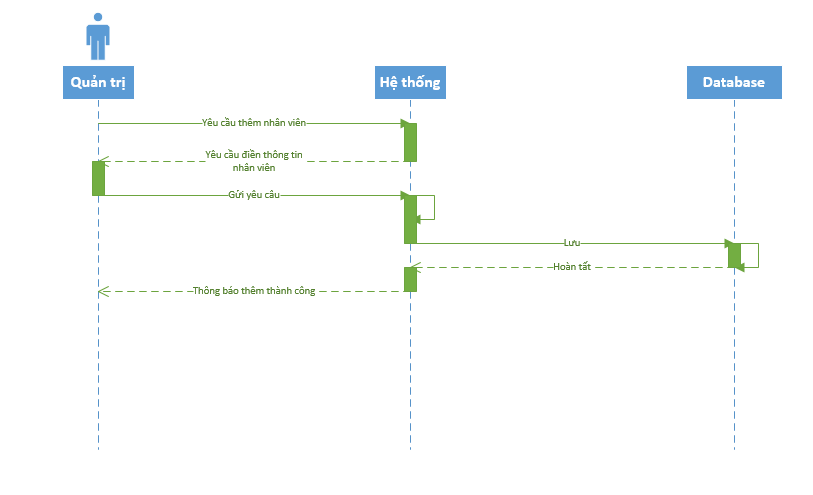 Quản trị
Hệ thống
Database
Yêu cầu thêm nhân viên
Yêu cầu điền thông tin
nhân viên
Gửi yêu cầu
Lưu
Hoàn tất
Thông báo thêm thành công